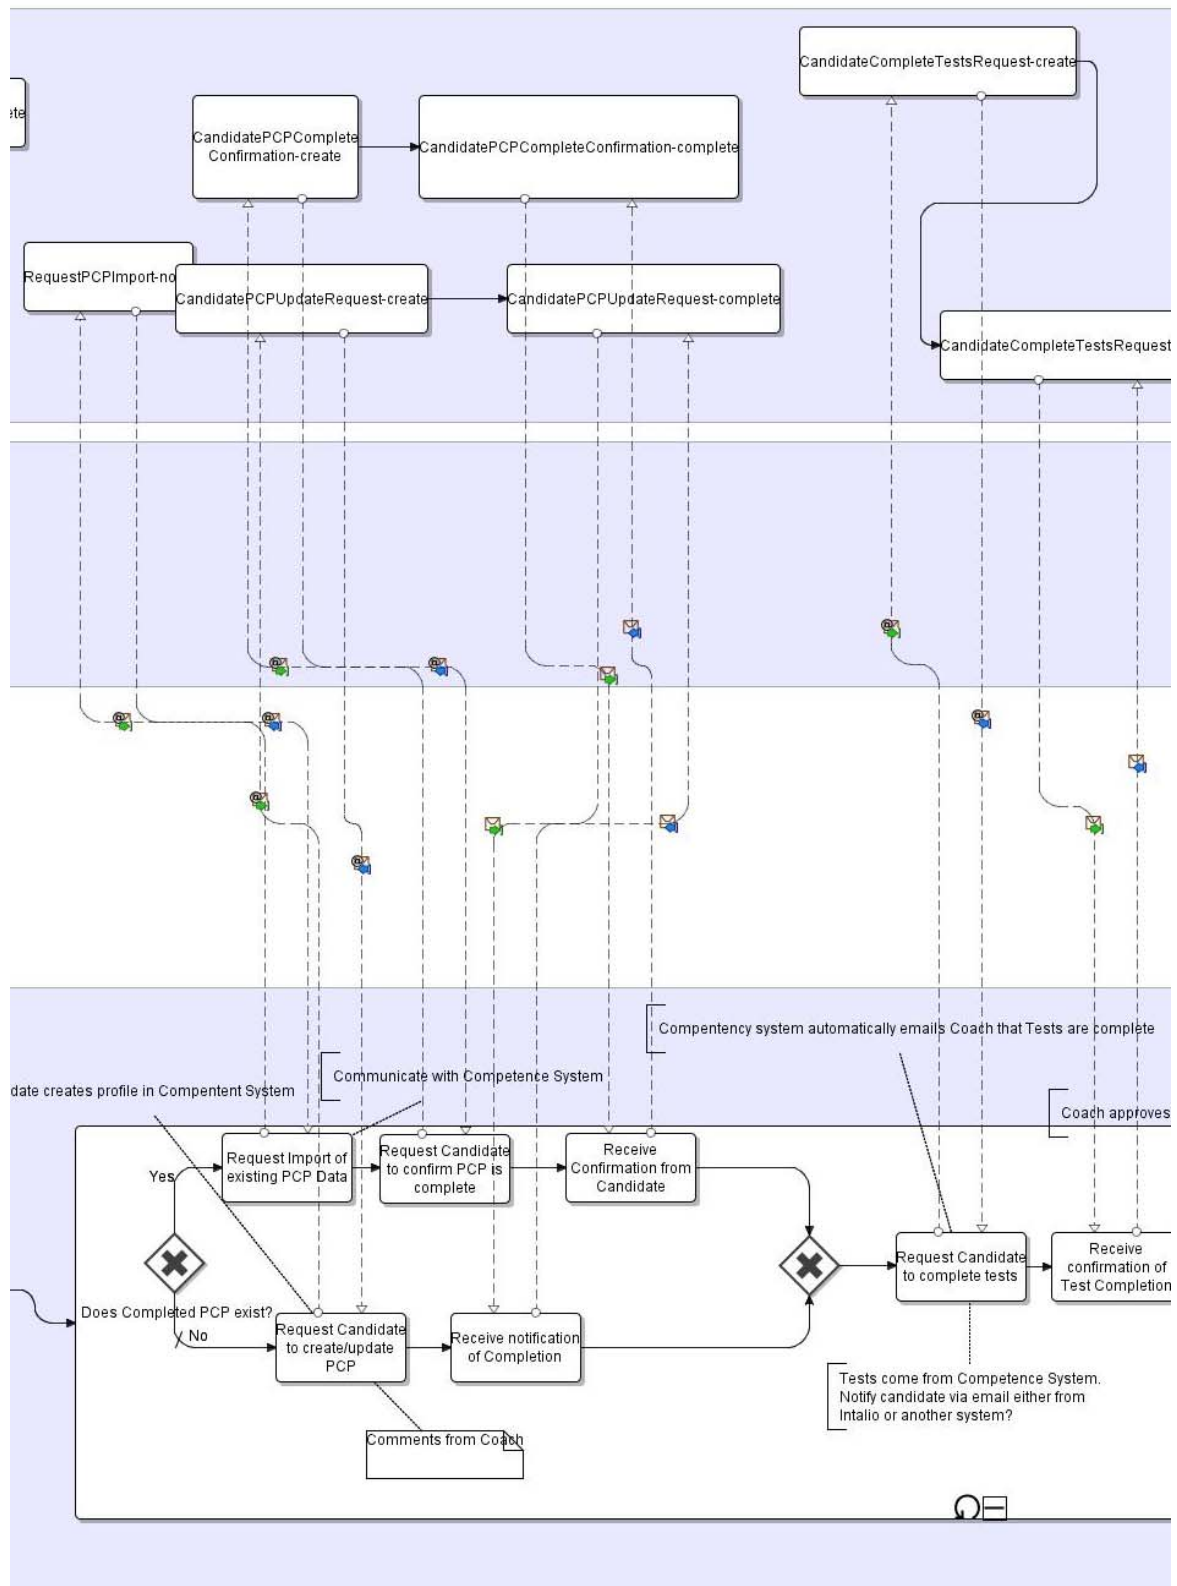 CandidateCompleteTestsRequest-create
ete
CandidatePCPComplete
Confirmation-create
CandidatePCPCompleteConfirmation-complete
RequestPCPImport-no
CandidatePCPUpdateRequest-create
CandidatePCPUpdateRequest-complete
CandidateCompleteTestsRequest
Compentency system automatically emails Coach that Tests are complete
Communicate with Competence System
date creates profile in Compentent System
Coach approves
Yes
Request Import of
existing PCP Data
Request Candidate
to confirm PCP is
complete
Receive
Confirmation from
Candidate
Request Candidate
to complete tests
Receive
confirmation of
Test Completion
Does Completed PCP exist?
No
Request Candidate
to create/update
PCP
Receive notification
of Completion
Tests come from Competence System.
Notify candidate via email either from
Intalio or another system?
Comments from Coach